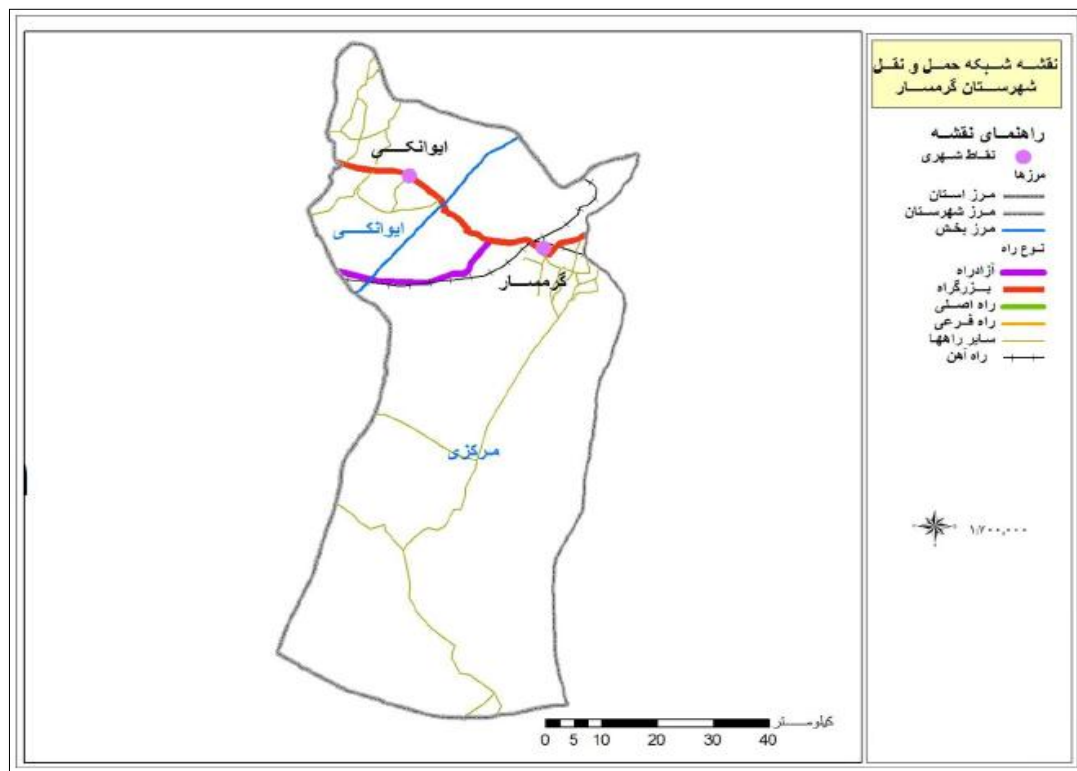 نقشه شبکه حمل و نقل
شهرستان گرمسار
راهنمای نقشه
نقاط شهری
مرزها
مرز استان
مرز شهرستان
مرز بخش
نوع راه
آزادراه
بزرگراه
راه اصلی
راه فرعی
سایر راهها
راه آهن
۱:۷۰۰,۰۰۰
ایوانکی
ایوانکی
گرمسار
مرکزی
کیلومتر
0 5 10 20 30 40